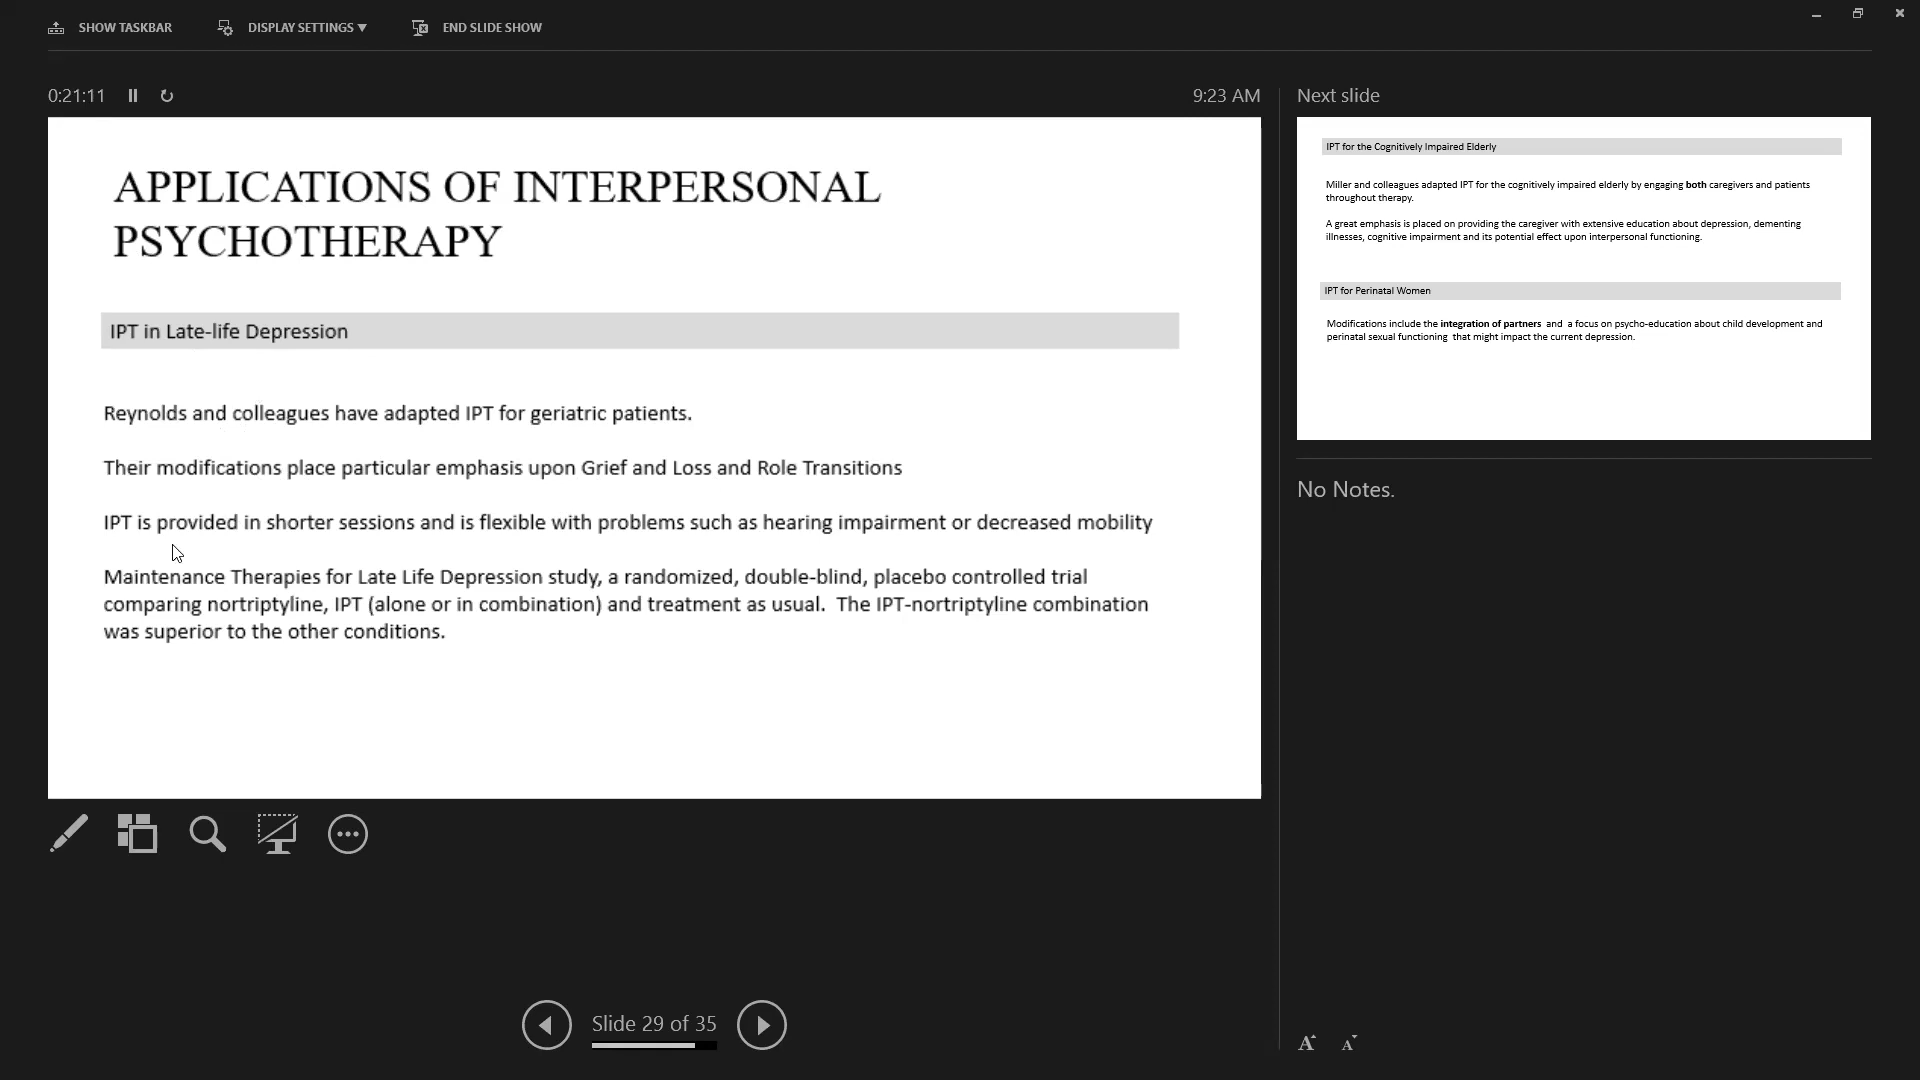 SHOW TASKBAR
DISPLAY SETTINGS
END SLIDE SHOW
0:21:11
9:23 AM
APPLICATIONS OF INTERPERSONAL
PSYCHOTHERAPY
IPT in Late-life Depression
Reynolds and colleagues have adapted IPT for geriatric patients.
Their modifications place particular emphasis upon Grief and Loss and Role Transitions
IPT is provided in shorter sessions and is flexible with problems such as hearing impairment or decreased mobility
Maintenance Therapies for Late Life Depression study, a randomized, double-blind, placebo controlled trial
comparing nortriptyline, IPT (alone or in combination) and treatment as usual.  The IPT-nortriptyline combination
was superior to the other conditions.
Slide 29 of 35
Next slide
IPT for the Cognitively Impaired Elderly
Miller and colleagues adapted IPT for the cognitively impaired elderly by engaging both caregivers and patients
throughout therapy.
A great emphasis is placed on providing the caregiver with extensive education about depression, dementing
illnesses, cognitive impairment and its potential effect upon interpersonal functioning.
IPT for Perinatal Women
Modifications include the integration of partners  and  a focus on psycho-education about child development and
perinatal sexual functioning  that might impact the current depression.
No Notes.
A A